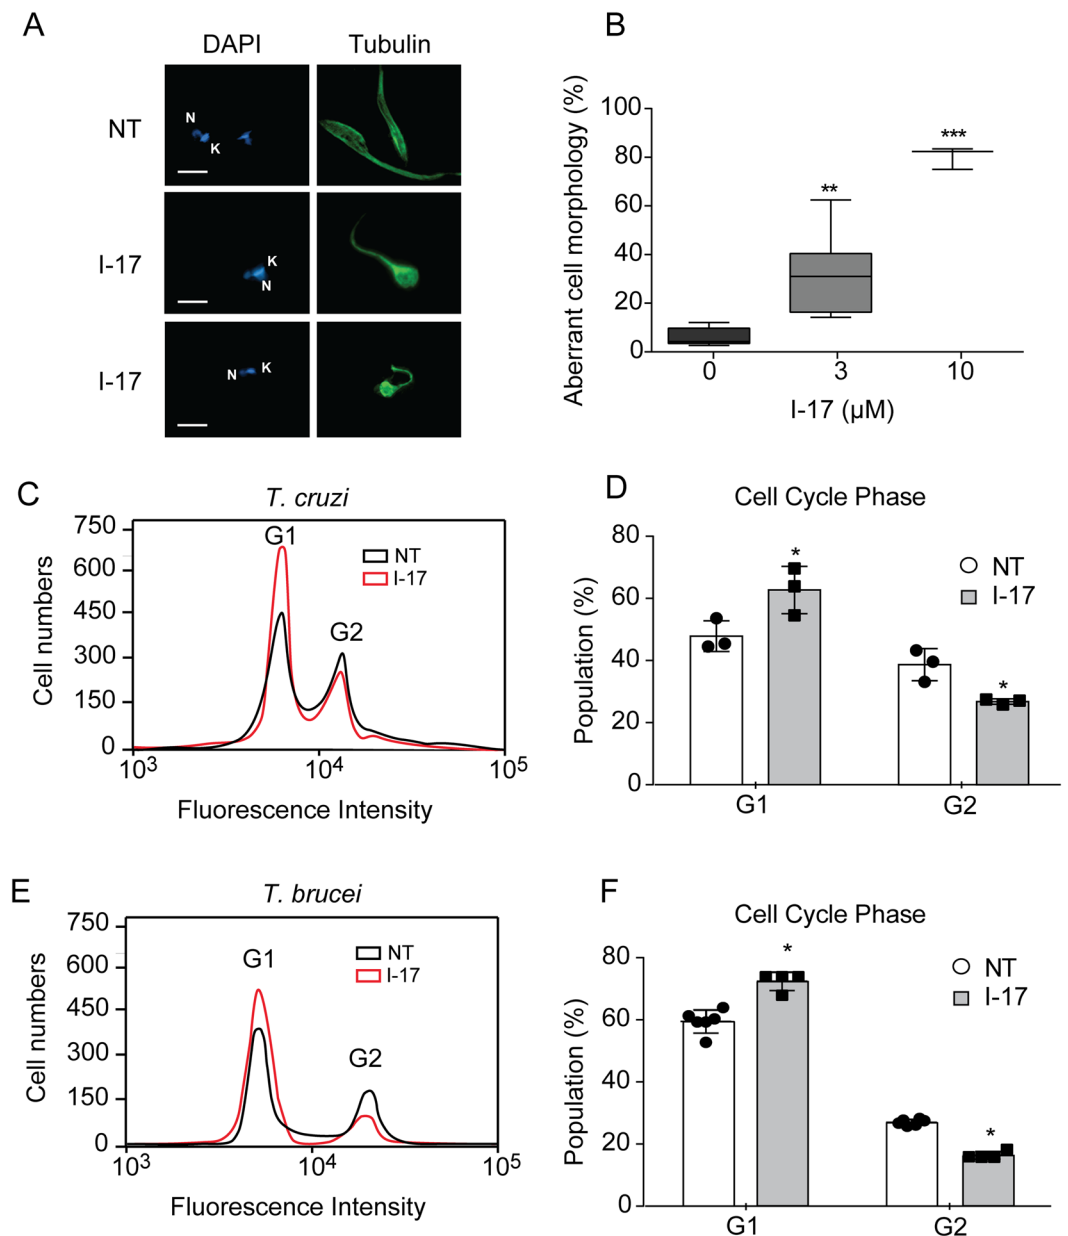 A
DAPI
Tubulin
NT
N
K
I-17
K
N
I-17
N
K
B
Aberrant cell morphology (%)
100
80
60
40
20
0
**
***
0
3
10
I-17 (µM)
C
T. cruzi
Cell numbers
750
600
450
300
150
0
G1
G2
NT
I-17
10³
10⁴
10⁵
Fluorescence Intensity
D
Cell Cycle Phase
Population (%)
80
60
40
20
0
*
*
NT
I-17
G1
G2
E
T. brucei
Cell numbers
750
600
450
300
150
0
G1
G2
NT
I-17
10³
10⁴
10⁵
Fluorescence Intensity
F
Cell Cycle Phase
Population (%)
80
60
40
20
0
*
*
NT
I-17
G1
G2